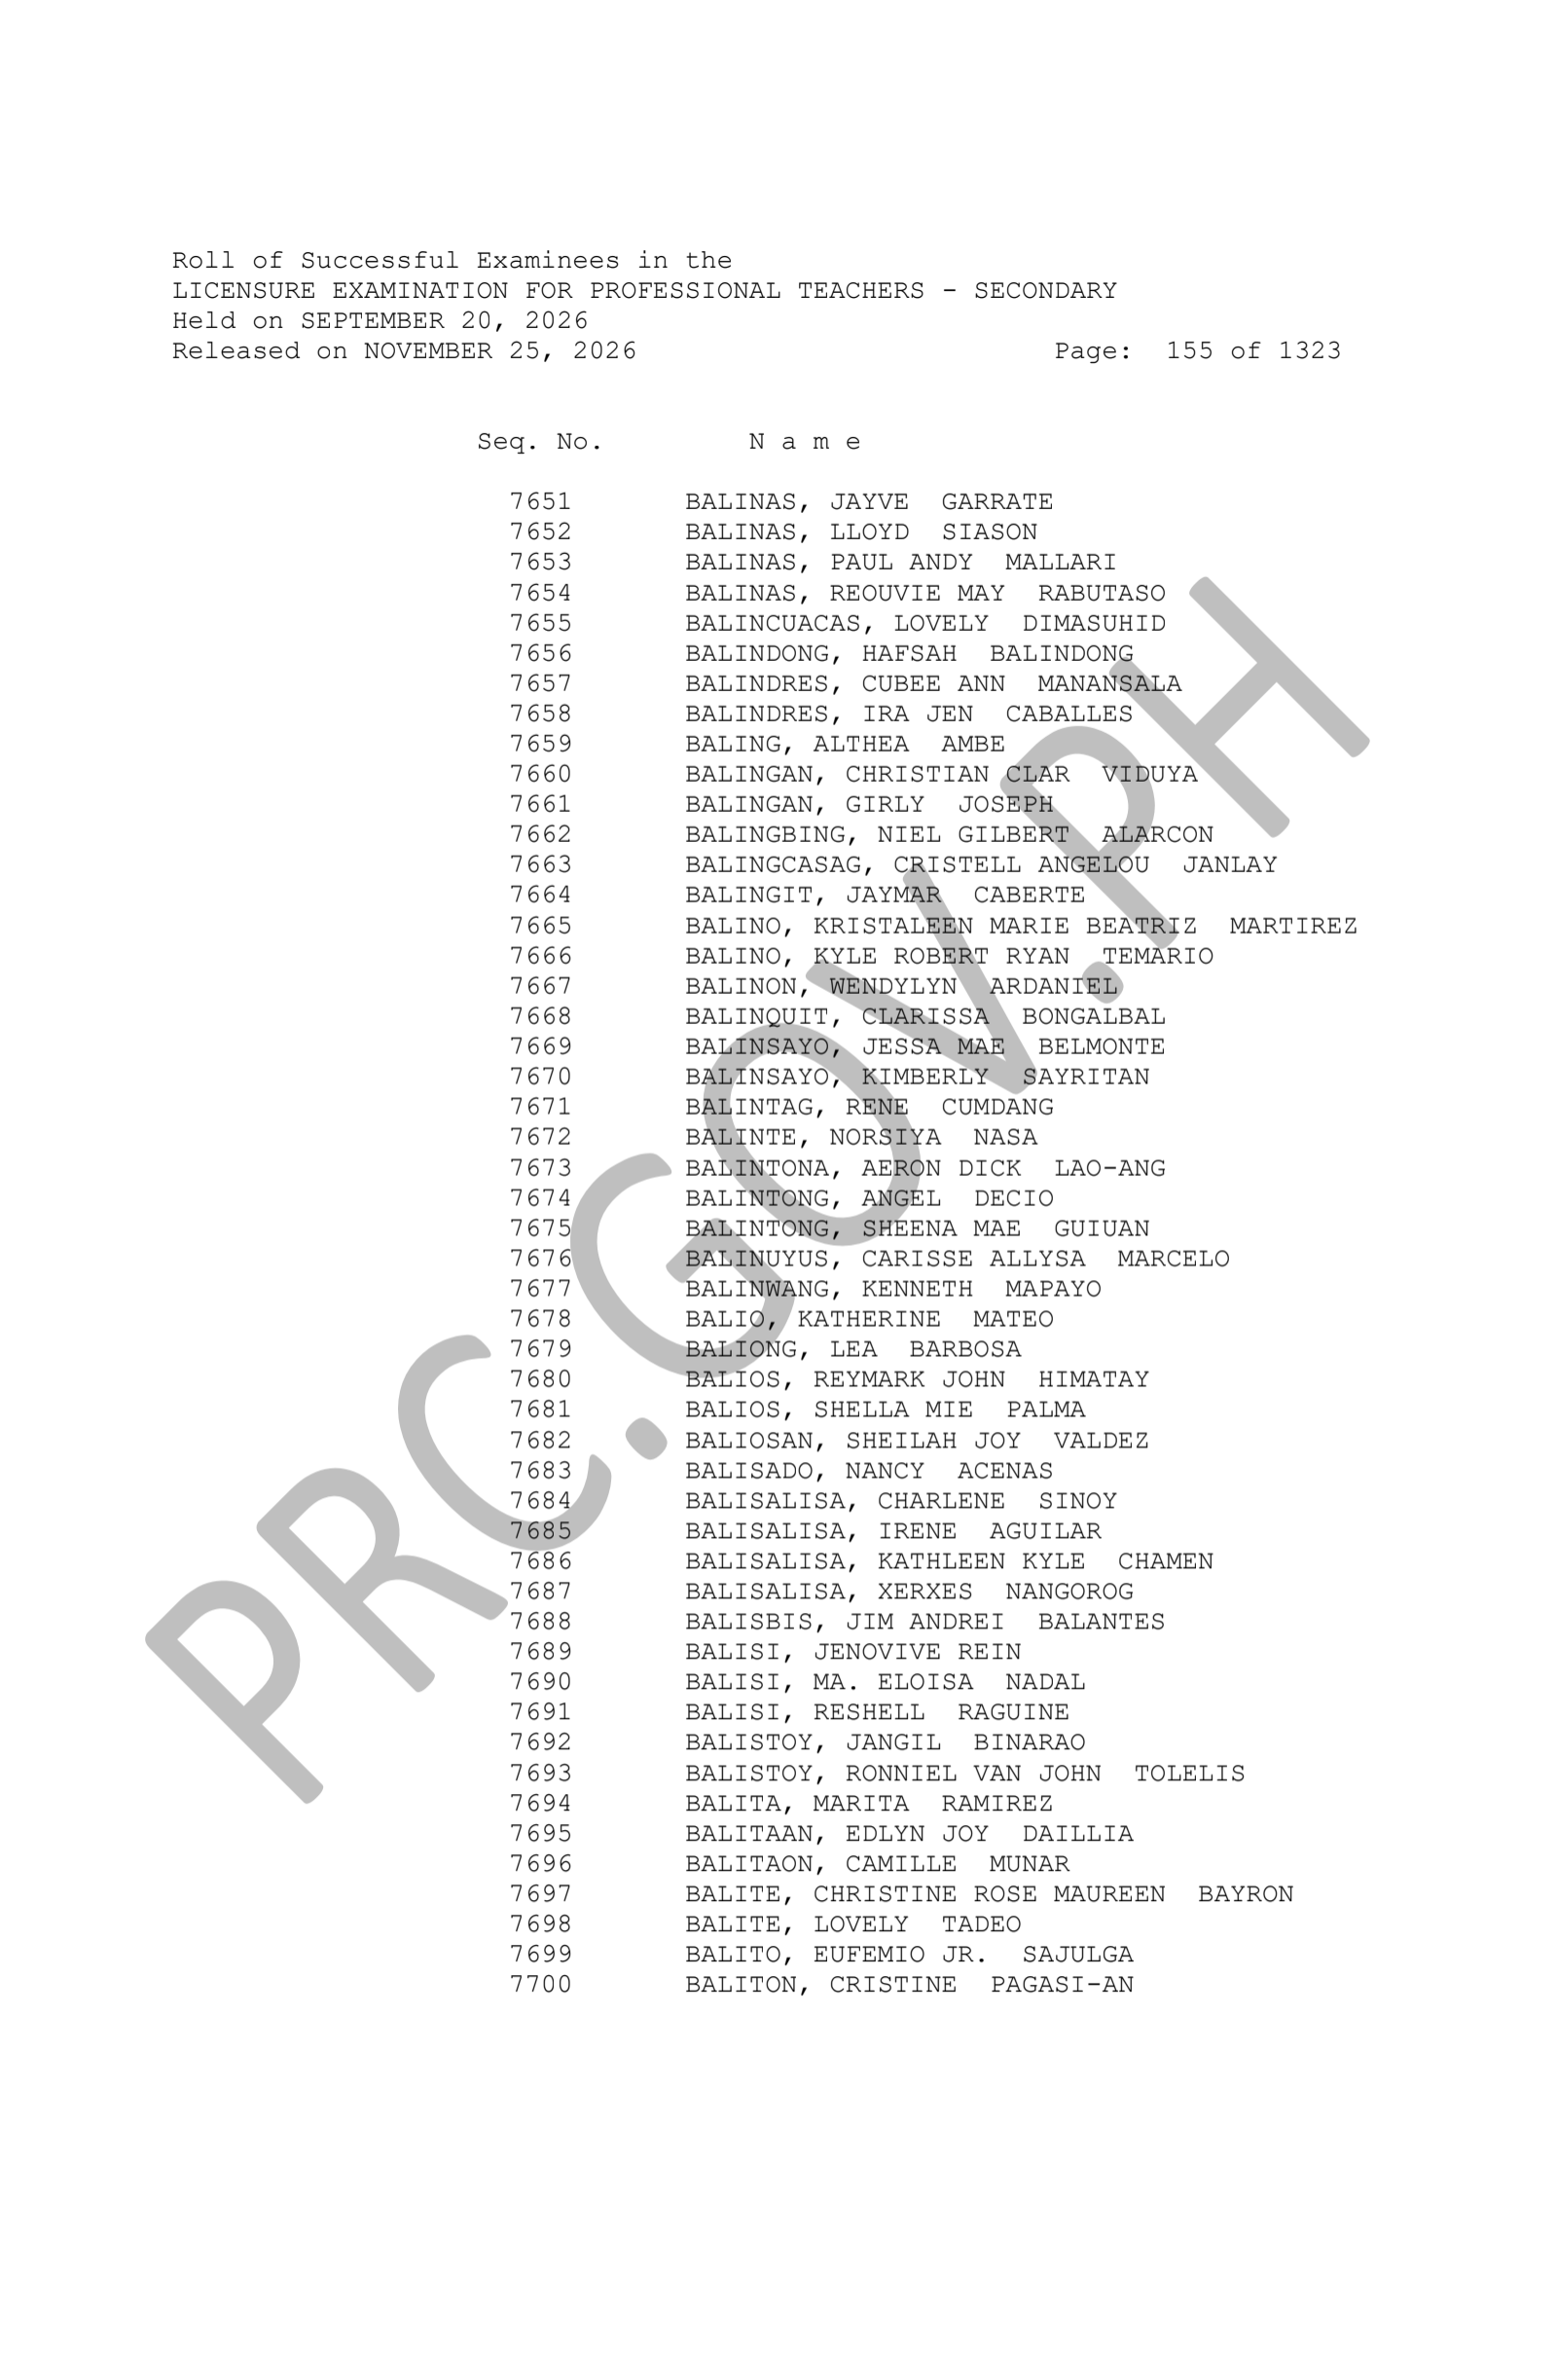 Roll of Successful Examinees in the
LICENSURE EXAMINATION FOR PROFESSIONAL TEACHERS - SECONDARY
Held on SEPTEMBER 20, 2026
Released on NOVEMBER 25, 2026 Page: 155 of 1323
Seq. No. N a m e
7651 BALINAS, JAYVE GARRATE
7652 BALINAS, LLOYD SIASON
7653 BALINAS, PAUL ANDY MALLARI
7654 BALINAS, REOUVIE MAY RABUTASO
7655 BALINCUACAS, LOVELY DIMASUHID
7656 BALINDONG, HAFSAH BALINDONG
7657 BALINDRES, CUBEE ANN MANANSALA
7658 BALINDRES, IRA JEN CABALLES
7659 BALING, ALTHEA AMBE
7660 BALINGAN, CHRISTIAN CLAR VIDUYA
7661 BALINGAN, GIRLY JOSEPH
7662 BALINGBING, NIEL GILBERT ALARCON
7663 BALINGCASAG, CRISTELL ANGELOU JANLAY
7664 BALINGIT, JAYMAR CABERTE
7665 BALINO, KRISTALEEN MARIE BEATRIZ MARTIREZ
7666 BALINO, KYLE ROBERT RYAN TEMARIO
7667 BALINON, WENDYLYN ARDANIEL
7668 BALINQUIT, CLARISSA BONGALBAL
7669 BALINSAYO, JESSA MAE BELMONTE
7670 BALINSAYO, KIMBERLY SAYRITAN
7671 BALINTAG, RENE CUMDANG
7672 BALINTE, NORSIYA NASA
7673 BALINTONA, AERON DICK LAO-ANG
7674 BALINTONG, ANGEL DECIO
7675 BALINTONG, SHEENA MAE GUIUAN
7676 BALINUYUS, CARISSE ALLYSA MARCELO
7677 BALINWANG, KENNETH MAPAYO
7678 BALIO, KATHERINE MATEO
7679 BALIONG, LEA BARBOSA
7680 BALIOS, REYMARK JOHN HIMATAY
7681 BALIOS, SHELLA MIE PALMA
7682 BALIOSAN, SHEILAH JOY VALDEZ
7683 BALISADO, NANCY ACENAS
7684 BALISALISA, CHARLENE SINOY
7685 BALISALISA, IRENE AGUILAR
7686 BALISALISA, KATHLEEN KYLE CHAMEN
7687 BALISALISA, XERXES NANGOROG
7688 BALISBIS, JIM ANDREI BALANTES
7689 BALISI, JENOVIVE REIN
7690 BALISI, MA. ELOISA NADAL
7691 BALISI, RESHELL RAGUINE
7692 BALISTOY, JANGIL BINARAO
7693 BALISTOY, RONNIEL VAN JOHN TOLELIS
7694 BALITA, MARITA RAMIREZ
7695 BALITAAN, EDLYN JOY DAILLIA
7696 BALITAON, CAMILLE MUNAR
7697 BALITE, CHRISTINE ROSE MAUREEN BAYRON
7698 BALITE, LOVELY TADEO
7699 BALITO, EUFEMIO JR. SAJULGA
7700 BALITON, CRISTINE PAGASI-AN
PRC.GOV.PH